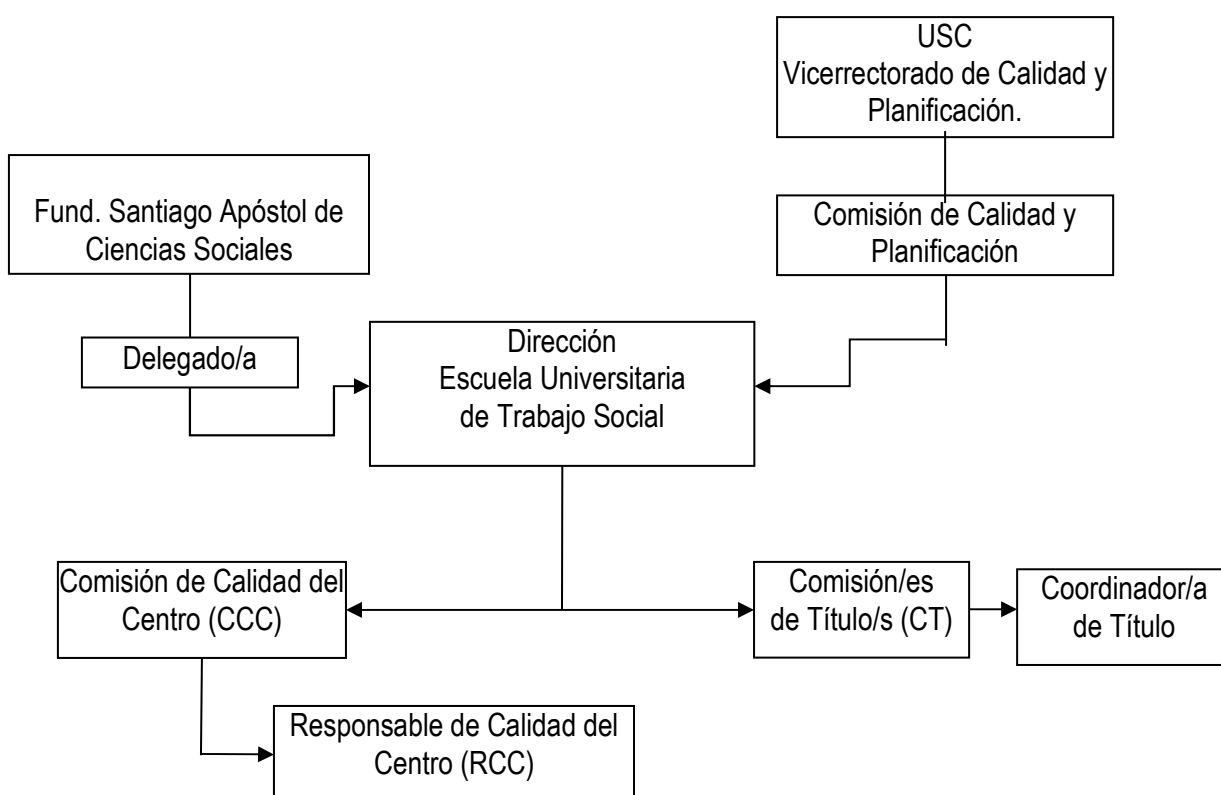 USC
Vicerrectorado de Calidad y
Planificación.
Fund. Santiago Apóstol de
Ciencias Sociales
Comisión de Calidad y
Planificación
Delegado/a
Dirección
Escuela Universitaria
de Trabajo Social
Comisión de Calidad del
Centro (CCC)
Comisión/es
de Título/s (CT)
Coordinador/a
de Título
Responsable de Calidad del
Centro (RCC)